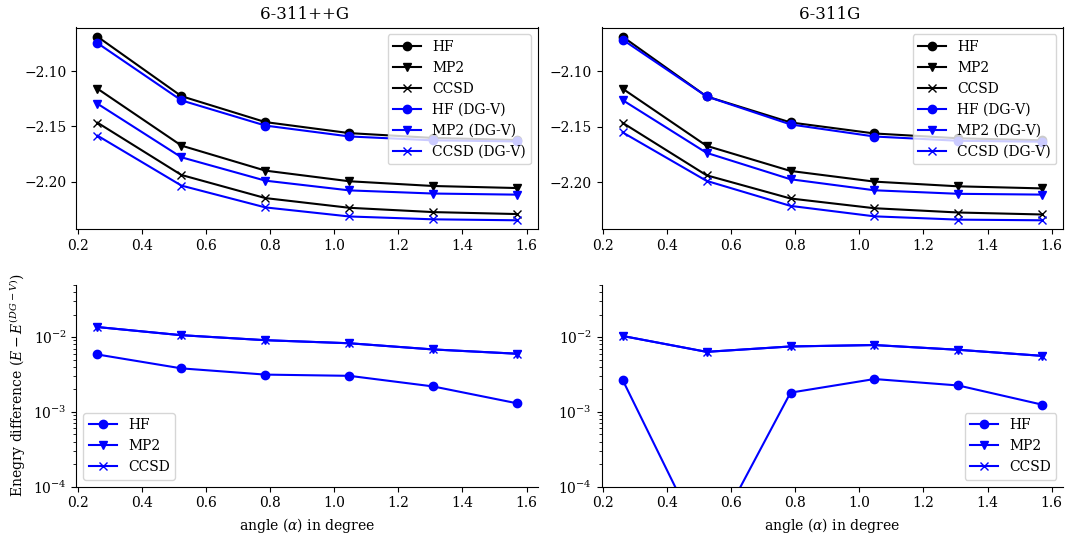 6-311++G
6-311G
−2.10
−2.15
−2.20
0.2 0.4 0.6 0.8 1.0 1.2 1.4 1.6
HF
MP2
CCSD
HF (DG-V)
MP2 (DG-V)
CCSD (DG-V)
−2.10
−2.15
−2.20
0.2 0.4 0.6 0.8 1.0 1.2 1.4 1.6
HF
MP2
CCSD
HF (DG-V)
MP2 (DG-V)
CCSD (DG-V)
Enegry difference (E − E^(DG−V))
10^−2
10^−3
10^−4
0.2 0.4 0.6 0.8 1.0 1.2 1.4 1.6
angle (α) in degree
HF
MP2
CCSD
10^−2
10^−3
10^−4
0.2 0.4 0.6 0.8 1.0 1.2 1.4 1.6
angle (α) in degree
HF
MP2
CCSD